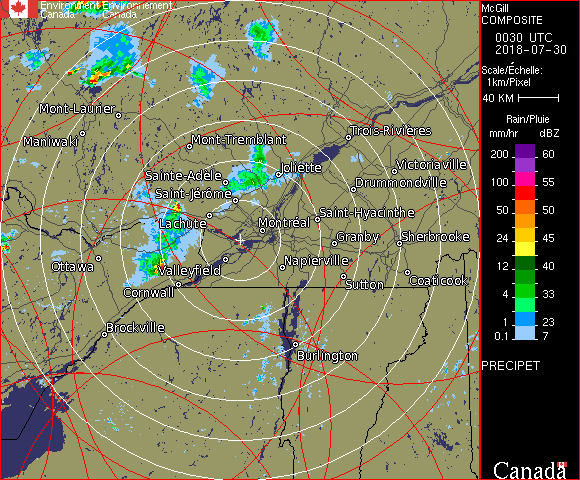 Environment Environnement
Canada Canada
McGill
COMPOSITE
0030 UTC
2018-07-30
Scale/Échelle:
1km/Pixel
40 KM
Rain/Pluie
mm/hr dBZ
200 60
100 55
50 50
24 45
12 40
4 33
1 23
0.1 7
PRECIPET
Canada
Mont-Laurier
Maniwaki
Mont-Tremblant
Trois-Rivières
Sainte-Adèle
Joliette
Victoriaville
Saint-Jérôme
Drummondville
Lachute
Montréal
Saint-Hyacinthe
Granby
Sherbrooke
Ottawa
Valleyfield
Napierville
Cornwall
Sutton
Coaticook
Brockville
Burlington